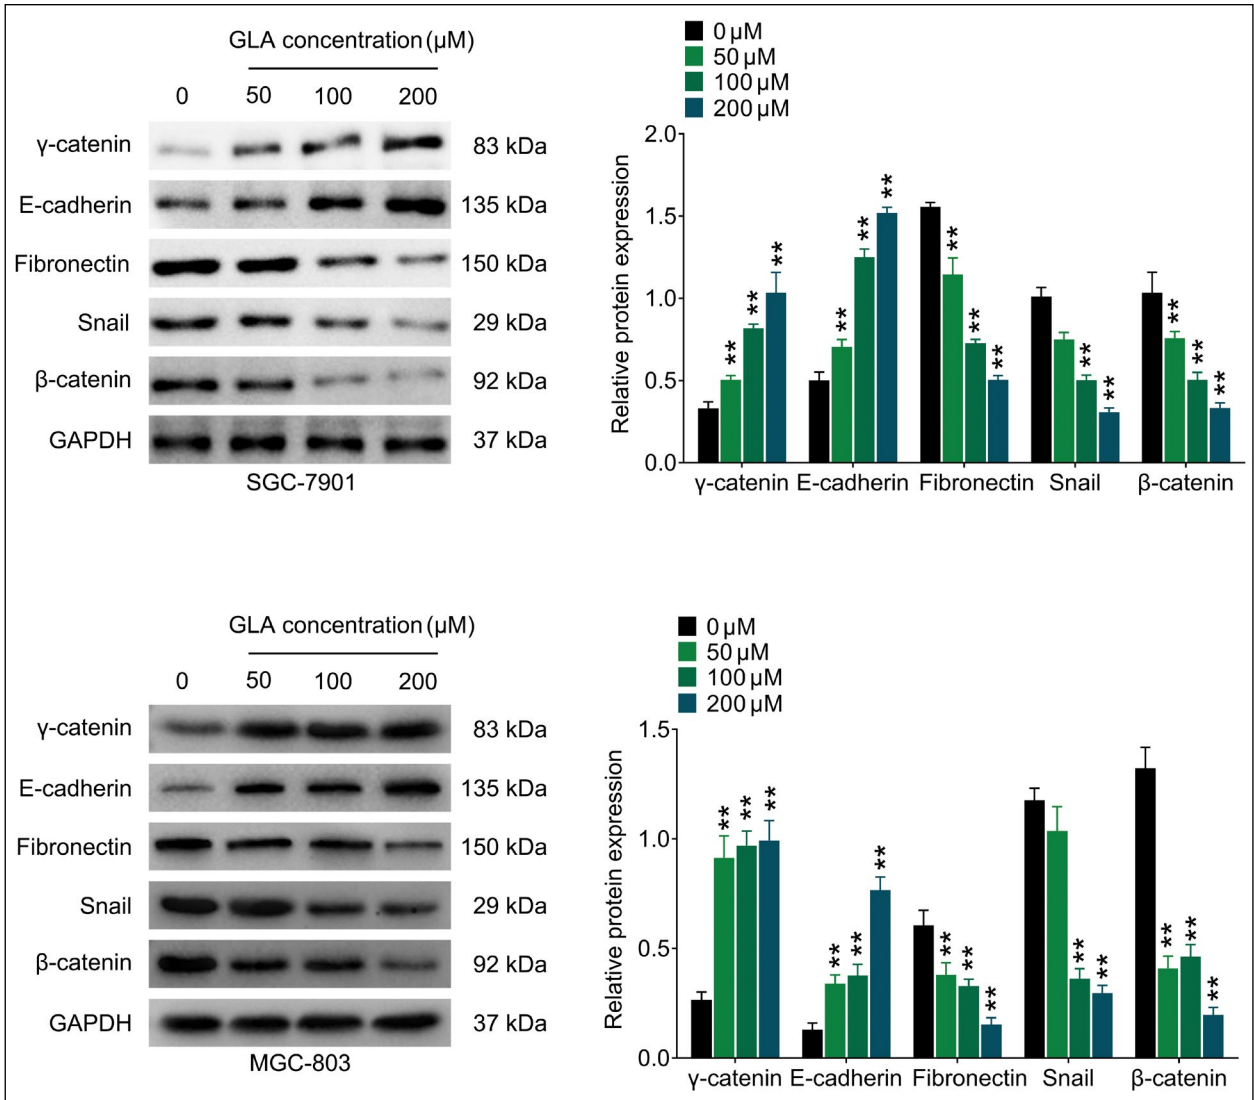 GLA concentration (µM)
0 50 100 200
γ-catenin 83 kDa
E-cadherin 135 kDa
Fibronectin 150 kDa
Snail 29 kDa
β-catenin 92 kDa
GAPDH 37 kDa
SGC-7901
0 µM
50 µM
100 µM
200 µM
Relative protein expression
2.0
1.5
1.0
0.5
0.0
** ** ** ** ** ** ** ** ** ** ** ** ** **
γ-catenin E-cadherin Fibronectin Snail β-catenin
GLA concentration (µM)
0 50 100 200
γ-catenin 83 kDa
E-cadherin 135 kDa
Fibronectin 150 kDa
Snail 29 kDa
β-catenin 92 kDa
GAPDH 37 kDa
MGC-803
0 µM
50 µM
100 µM
200 µM
Relative protein expression
1.5
1.0
0.5
0.0
** ** ** ** ** ** ** ** ** ** ** ** ** **
γ-catenin E-cadherin Fibronectin Snail β-catenin